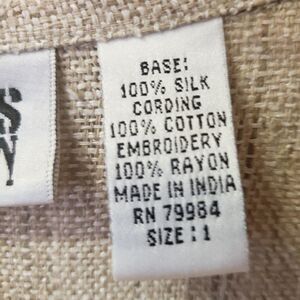 BASE:
100% SILK
CORDING
100% COTTON
EMBROIDERY
100% RAYON
MADE IN INDIA
RN 79984
SIZE: 1